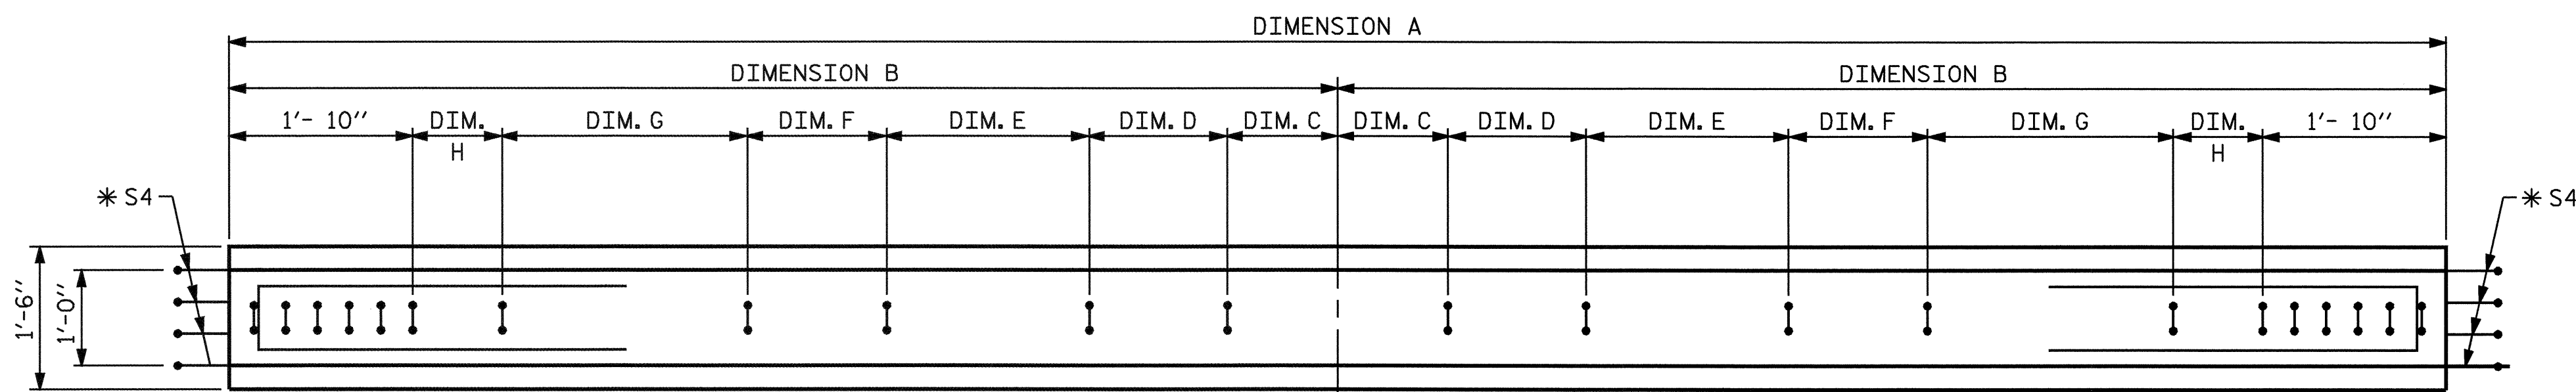 DIMENSION A
DIMENSION B DIMENSION B
1'- 10" DIM. H DIM. G DIM. F DIM. E DIM. D DIM. C DIM. C DIM. D DIM. E DIM. F DIM. G DIM. H 1'- 10"
* S4 * S4
1'-6"
1'-0"